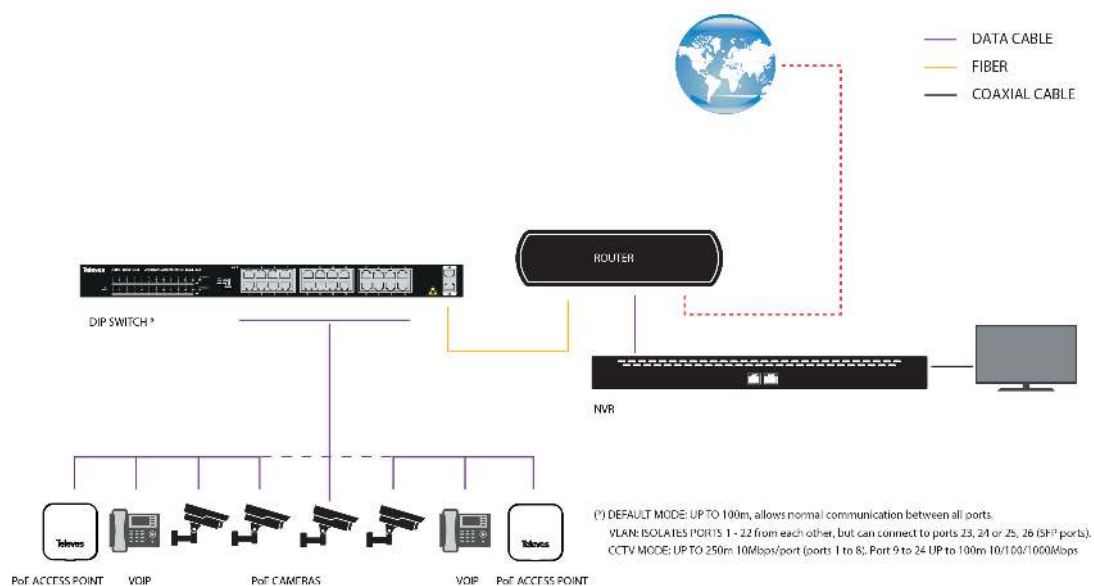 DATA CABLE
FIBER
COAXIAL CABLE
ROUTER
Televes
DIP SWITCH *
NVR
Televes
Televes
PoE ACCESS POINT
VOIP
PoE CAMERAS
VOIP
PoE ACCESS POINT
(*) DEFAULT MODE: UP TO 100m, allows normal communication between all ports.
VLAN: ISOLATES PORTS 1 - 22 from each other, but can connect to ports 23, 24 or 25, 26 (SFP ports).
CCTV MODE: UP TO 250m 10Mbps/port (ports 1 to 8). Port 9 to 24 UP to 100m 10/100/1000Mbps